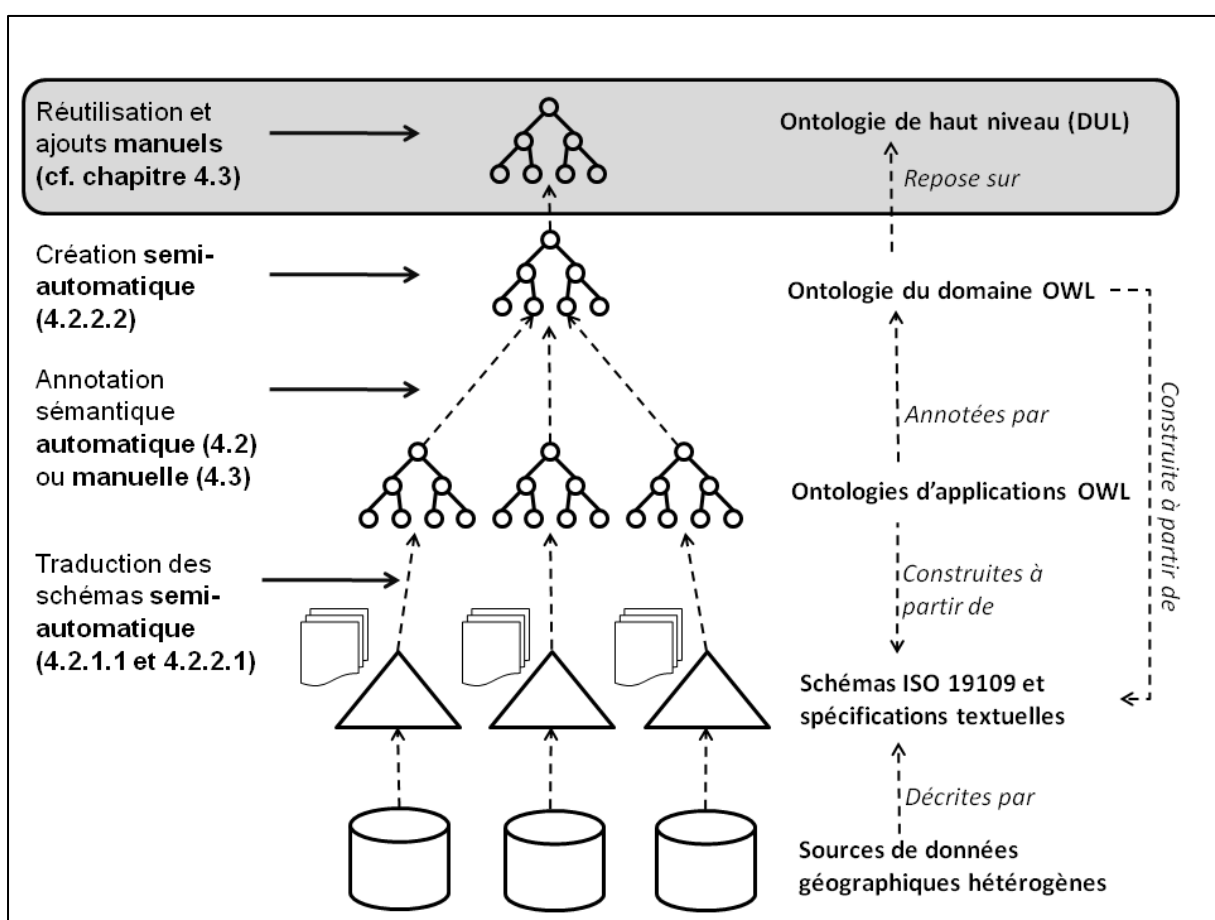 Réutilisation et
ajouts manuels
(cf. chapitre 4.3)
Ontologie de haut niveau (DUL)
Repose sur
Création semi-
automatique
(4.2.2.2)
Ontologie du domaine OWL
Annotation
sémantique
automatique (4.2)
ou manuelle (4.3)
Annotées par
Construite à partir de
Ontologies d'applications OWL
Traduction des
schémas semi-
automatique
(4.2.1.1 et 4.2.2.1)
Construites à
partir de
Schémas ISO 19109 et
spécifications textuelles
Décrites par
Sources de données
géographiques hétérogènes